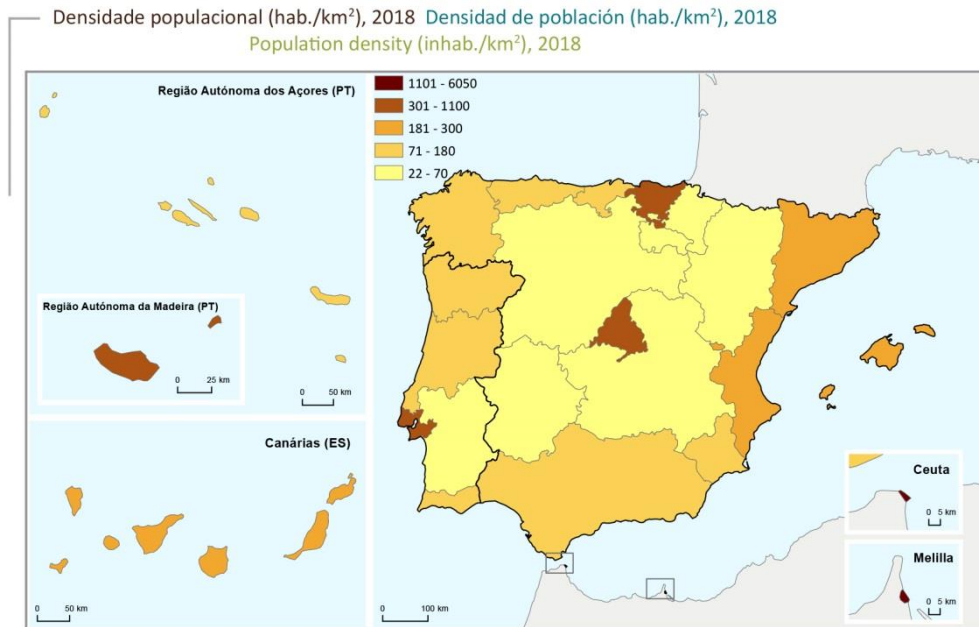 Densidade populacional (hab./km²), 2018 Densidad de población (hab./km²), 2018
Population density (inhab./km²), 2018
Região Autónoma dos Açores (PT)
1101 - 6050
301 - 1100
181 - 300
71 - 180
22 - 70
Região Autónoma da Madeira (PT)
0 25 km
0 50 km
Canárias (ES)
0 50 km
0 100 km
Ceuta
0 5 km
Melilla
0 5 km